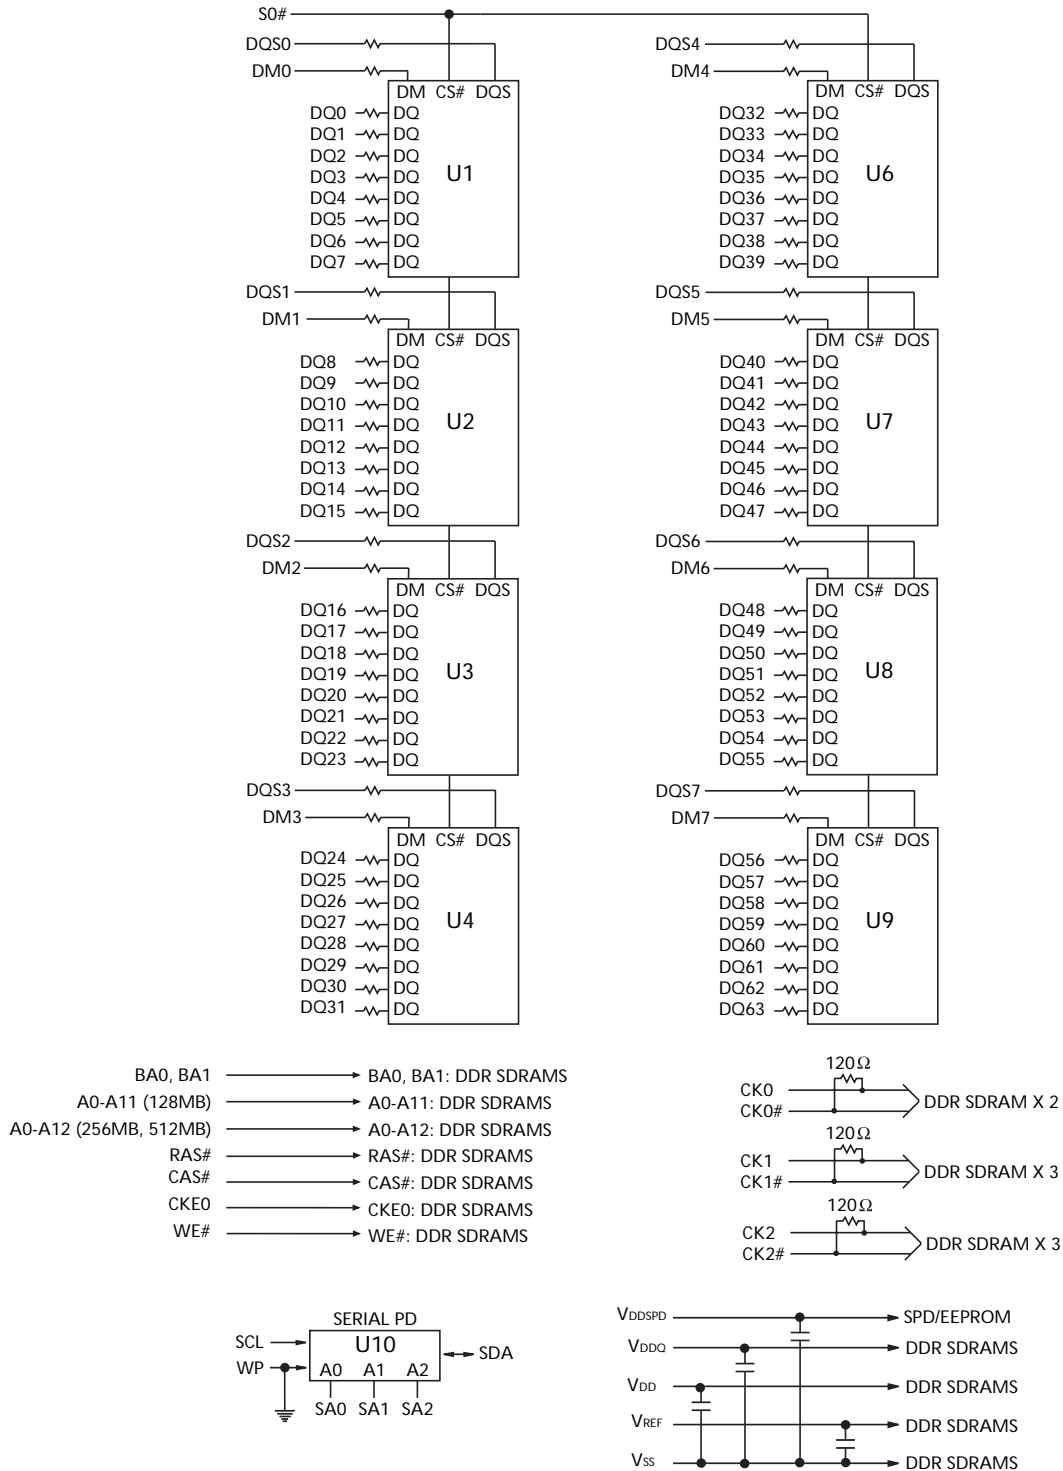 S0#
DQS0
DM0
DM CS# DQS
DQ0 DQ
DQ1 DQ
DQ2 DQ
DQ3 DQ
DQ4 DQ
DQ5 DQ
DQ6 DQ
DQ7 DQ
U1
DQS1
DM1
DM CS# DQS
DQ8 DQ
DQ9 DQ
DQ10 DQ
DQ11 DQ
DQ12 DQ
DQ13 DQ
DQ14 DQ
DQ15 DQ
U2
DQS2
DM2
DM CS# DQS
DQ16 DQ
DQ17 DQ
DQ18 DQ
DQ19 DQ
DQ20 DQ
DQ21 DQ
DQ22 DQ
DQ23 DQ
U3
DQS3
DM3
DM CS# DQS
DQ24 DQ
DQ25 DQ
DQ26 DQ
DQ27 DQ
DQ28 DQ
DQ29 DQ
DQ30 DQ
DQ31 DQ
U4
DQS4
DM4
DM CS# DQS
DQ32 DQ
DQ33 DQ
DQ34 DQ
DQ35 DQ
DQ36 DQ
DQ37 DQ
DQ38 DQ
DQ39 DQ
U6
DQS5
DM5
DM CS# DQS
DQ40 DQ
DQ41 DQ
DQ42 DQ
DQ43 DQ
DQ44 DQ
DQ45 DQ
DQ46 DQ
DQ47 DQ
U7
DQS6
DM6
DM CS# DQS
DQ48 DQ
DQ49 DQ
DQ50 DQ
DQ51 DQ
DQ52 DQ
DQ53 DQ
DQ54 DQ
DQ55 DQ
U8
DQS7
DM7
DM CS# DQS
DQ56 DQ
DQ57 DQ
DQ58 DQ
DQ59 DQ
DQ60 DQ
DQ61 DQ
DQ62 DQ
DQ63 DQ
U9
BA0, BA1 BA0, BA1: DDR SDRAMS
A0-A11 (128MB) A0-A11: DDR SDRAMS
A0-A12 (256MB, 512MB) A0-A12: DDR SDRAMS
RAS# RAS#: DDR SDRAMS
CAS# CAS#: DDR SDRAMS
CKE0 CKE0: DDR SDRAMS
WE# WE#: DDR SDRAMS
120Ω
CK0
CK0#
DDR SDRAM X 2
120Ω
CK1
CK1#
DDR SDRAM X 3
120Ω
CK2
CK2#
DDR SDRAM X 3
SERIAL PD
SCL
WP
U10
A0 A1 A2
SDA
SA0 SA1 SA2
VDDSPD SPD/EEPROM
VDDQ DDR SDRAMS
VDD DDR SDRAMS
VREF DDR SDRAMS
VSS DDR SDRAMS